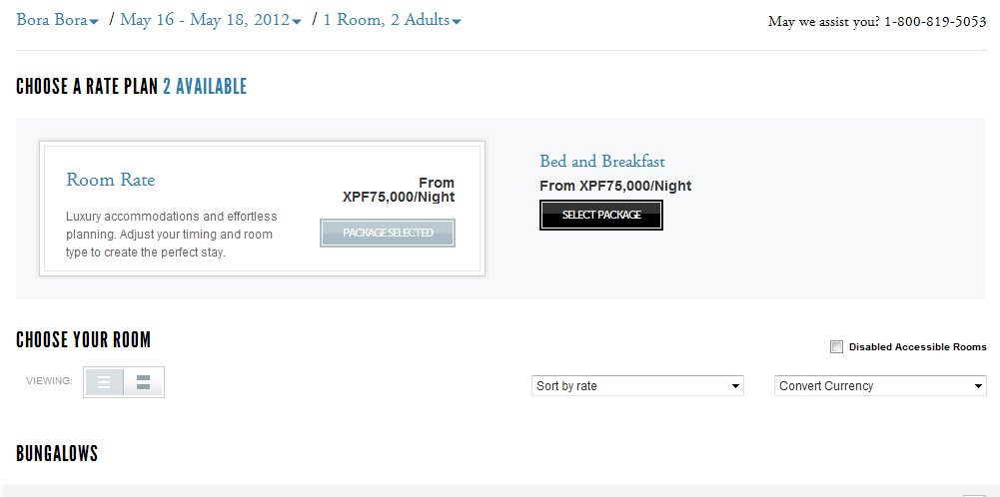 Bora Bora / May 16 - May 18, 2012 / 1 Room, 2 Adults
May we assist you? 1-800-819-5053
CHOOSE A RATE PLAN 2 AVAILABLE
Room Rate
From
XPF75,000/Night
Luxury accommodations and effortless
planning. Adjust your timing and room
type to create the perfect stay.
PACKAGE SELECTED
Bed and Breakfast
From XPF75,000/Night
SELECT PACKAGE
CHOOSE YOUR ROOM
Disabled Accessible Rooms
VIEWING:
Sort by rate
Convert Currency
BUNGALOWS